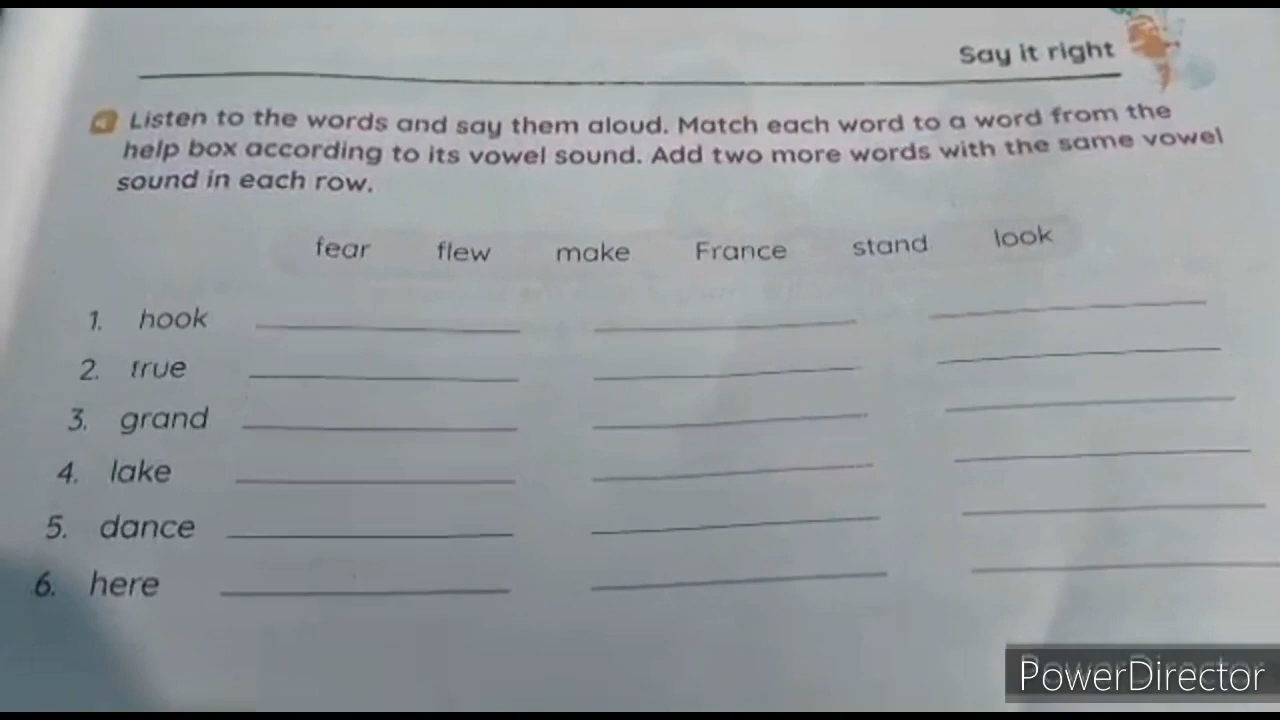 Say it right
Listen to the words and say them aloud. Match each word to a word from the
help box according to its vowel sound. Add two more words with the same vowel
sound in each row.
fear flew make France stand look
1. hook
2. true
3. grand
4. lake
5. dance
6. here
PowerDirector